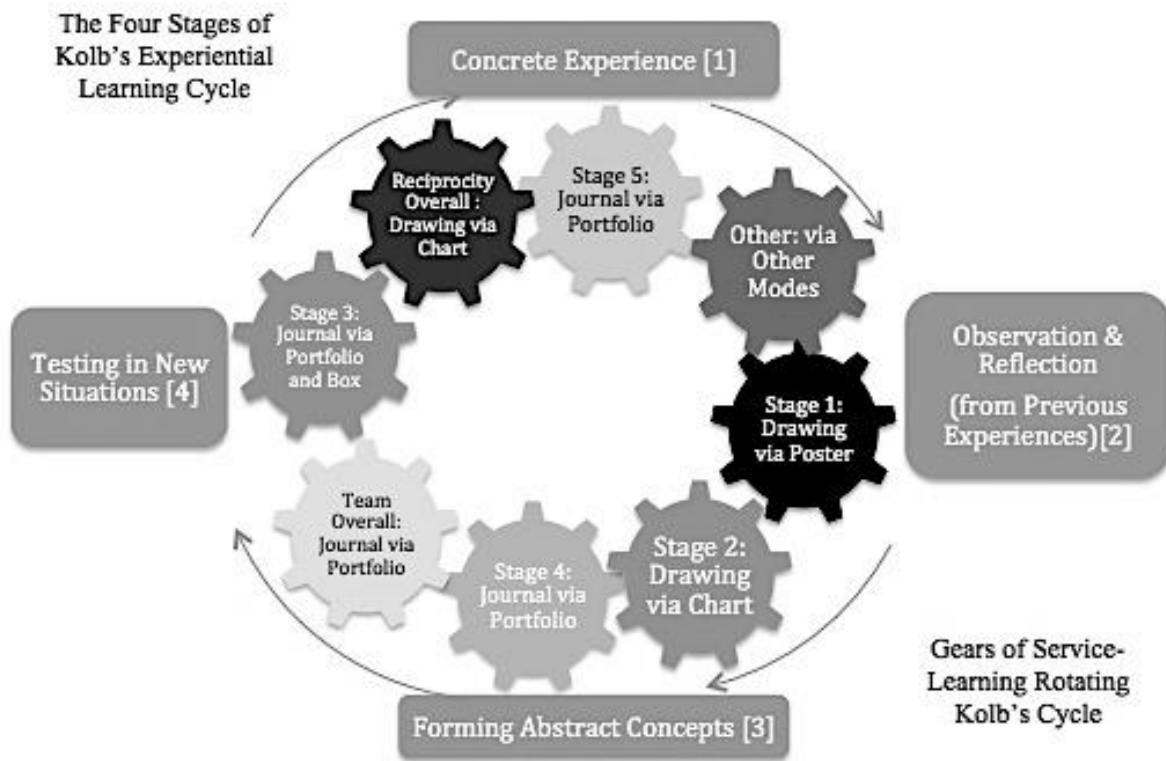 The Four Stages of
Kolb's Experiential
Learning Cycle
Concrete Experience [1]
Reciprocity
Overall :
Drawing via
Chart
Stage 5:
Journal via
Portfolio
Other: via
Other
Modes
Stage 3:
Journal via
Portfolio
and Box
Testing in New
Situations [4]
Observation &
Reflection
(from Previous
Experiences)[2]
Stage 1:
Drawing
via Poster
Team
Overall:
Journal via
Portfolio
Stage 4:
Journal via
Portfolio
Stage 2:
Drawing
via Chart
Gears of Service-
Learning Rotating
Kolb's Cycle
Forming Abstract Concepts [3]